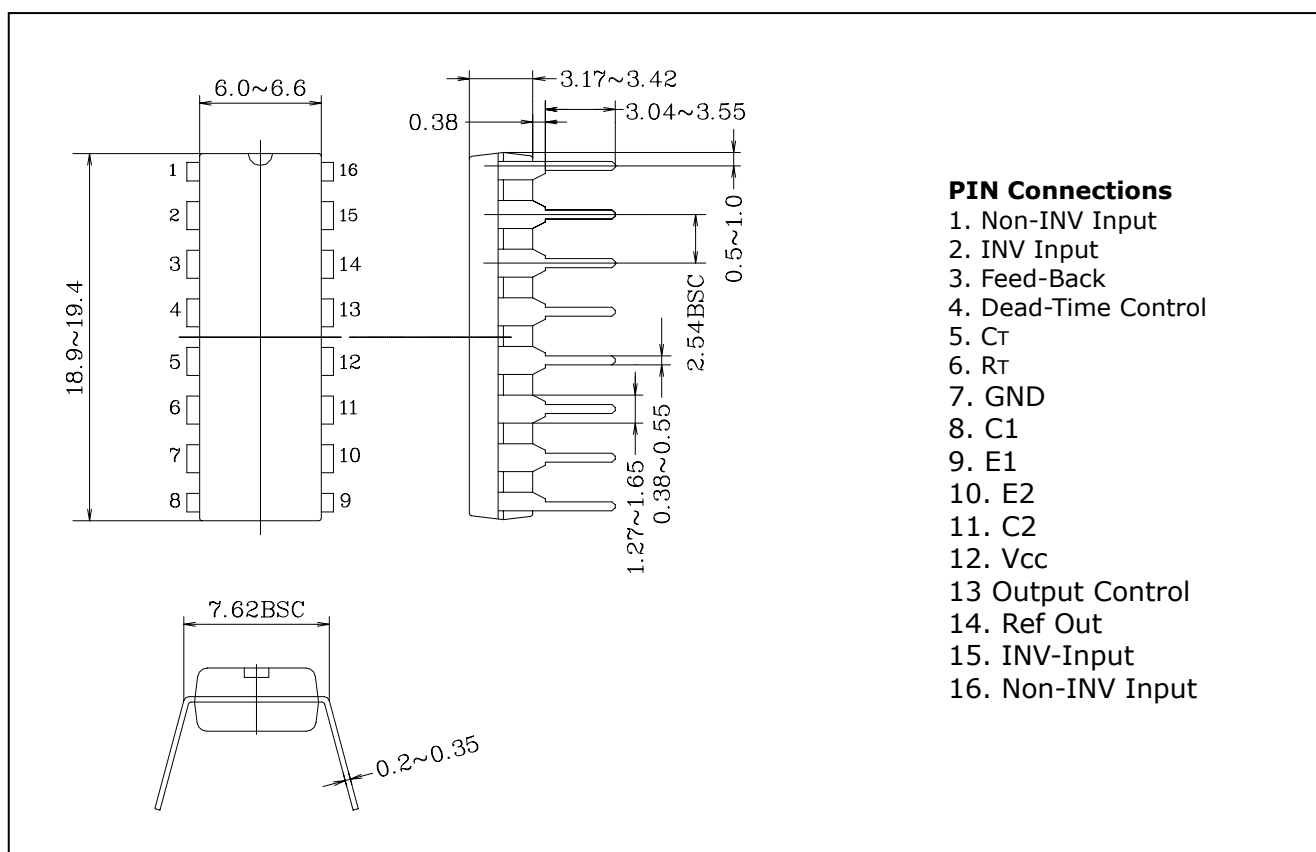 6.0~6.6
3.17~3.42
0.38
3.04~3.55
1
16
2
15
3
14
4
13
5
12
6
11
7
10
8
9
18.9~19.4
0.5~1.0
2.54BSC
0.38~0.55
1.27~1.65
7.62BSC
0.2~0.35
PIN Connections
1. Non-INV Input
2. INV Input
3. Feed-Back
4. Dead-Time Control
5. CT
6. RT
7. GND
8. C1
9. E1
10. E2
11. C2
12. Vcc
13 Output Control
14. Ref Out
15. INV-Input
16. Non-INV Input